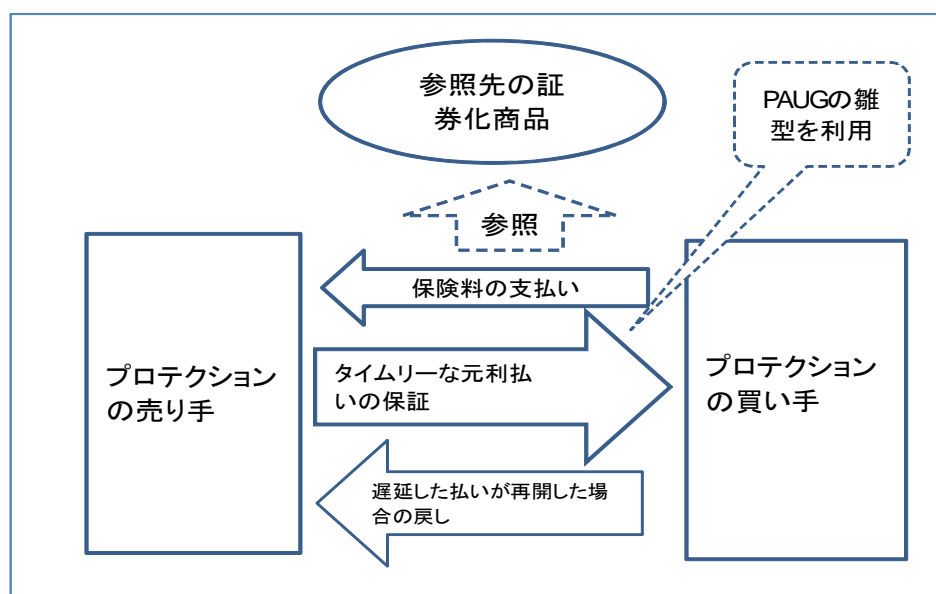 参照先の証
券化商品
PAUGの雛
型を利用
参照
保険料の支払い
プロテクション
の売り手
タイムリーな元利払
いの保証
プロテクション
の買い手
遅延した払いが再開した場
合の戻し